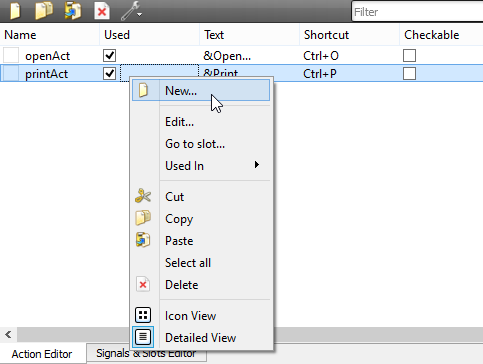 Filter
Name Used Text Shortcut Checkable
openAct &Open... Ctrl+O
printAct &Print Ctrl+P
New...
Edit...
Go to slot...
Used In
Cut
Copy
Paste
Select all
Delete
Icon View
Detailed View
Action Editor Signals & Slots Editor